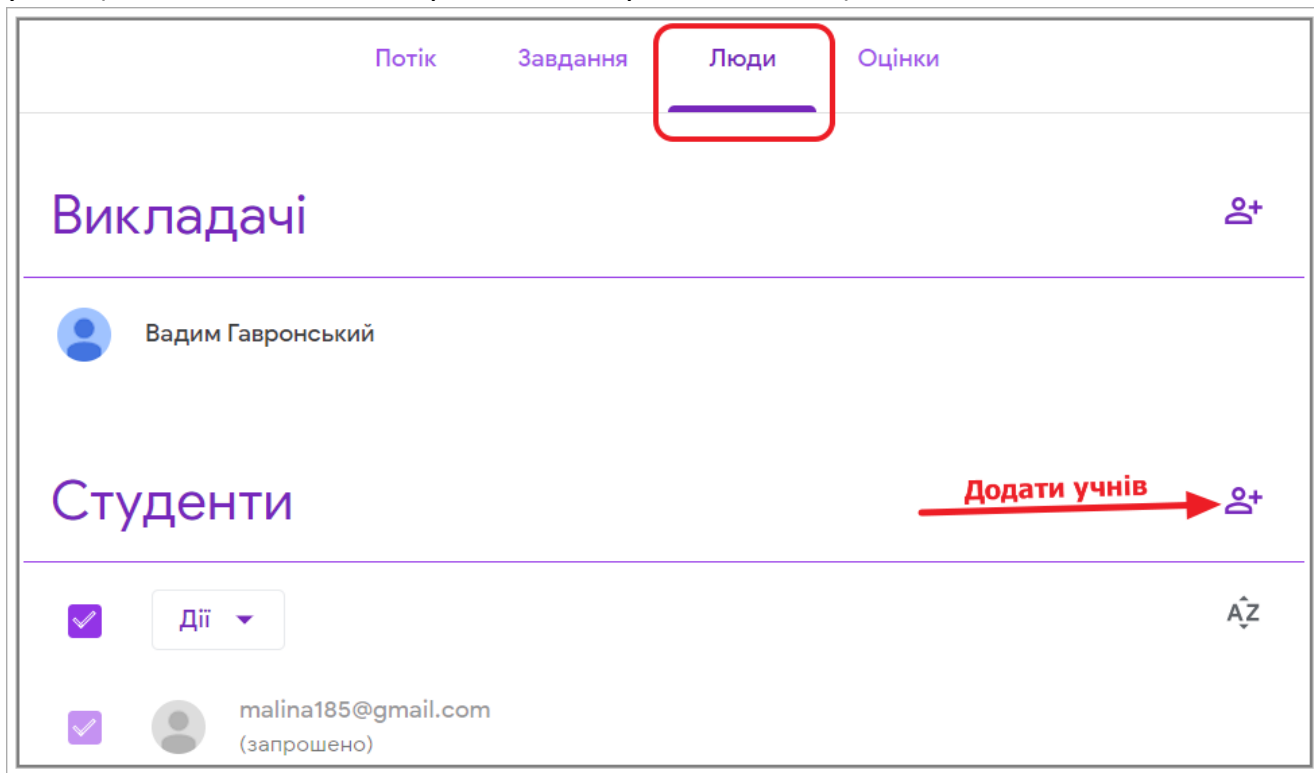 Потік Завдання Люди Оцінки
Викладачі
Вадим Гавронський
Студенти
Додати учнів
Дії
AZ
malina185@gmail.com
(запрошено)